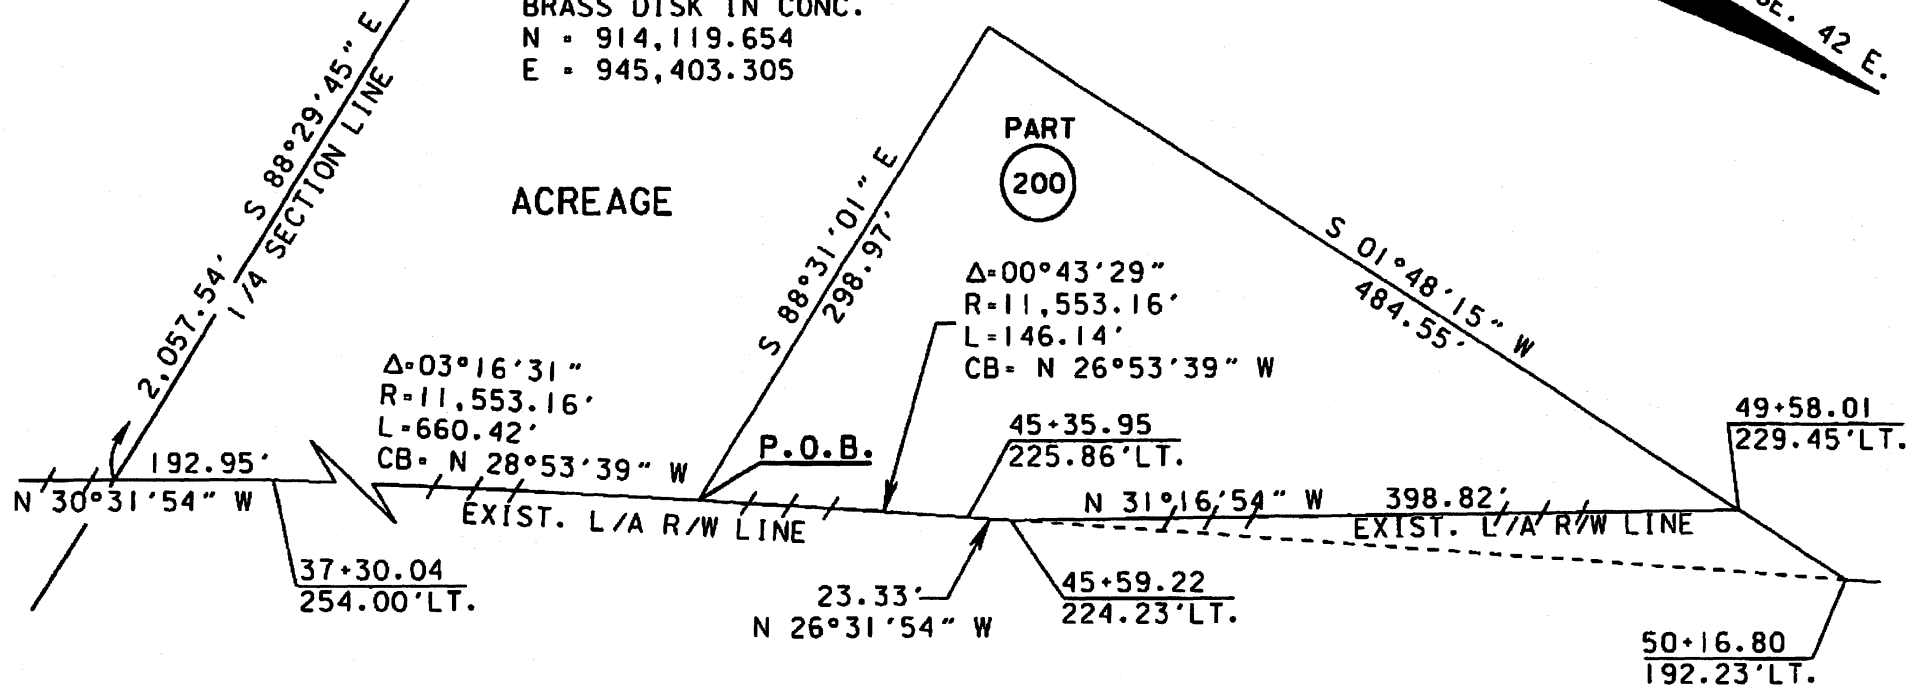 BRASS DISK IN CONC.
N = 914,119.654
E = 945,403.305
GE. 42 E.
S 88°29'45" E
1/4 SECTION LINE
2,057.54'
ACREAGE
PART
200
S 88°31'01" E
298.97'
S 01°48'15" W
484.55'
Δ=00°43'29"
R=11,553.16'
L=146.14'
CB= N 26°53'39" W
Δ=03°16'31"
R=11,553.16'
L=660.42'
CB= N 28°53'39" W
P.O.B.
45+35.95
225.86'LT.
49+58.01
229.45'LT.
192.95'
N 30°31'54" W
EXIST. L/A R/W LINE
N 31°16'54" W
398.82'
EXIST. L/A R/W LINE
37+30.04
254.00'LT.
23.33'
N 26°31'54" W
45+59.22
224.23'LT.
50+16.80
192.23'LT.